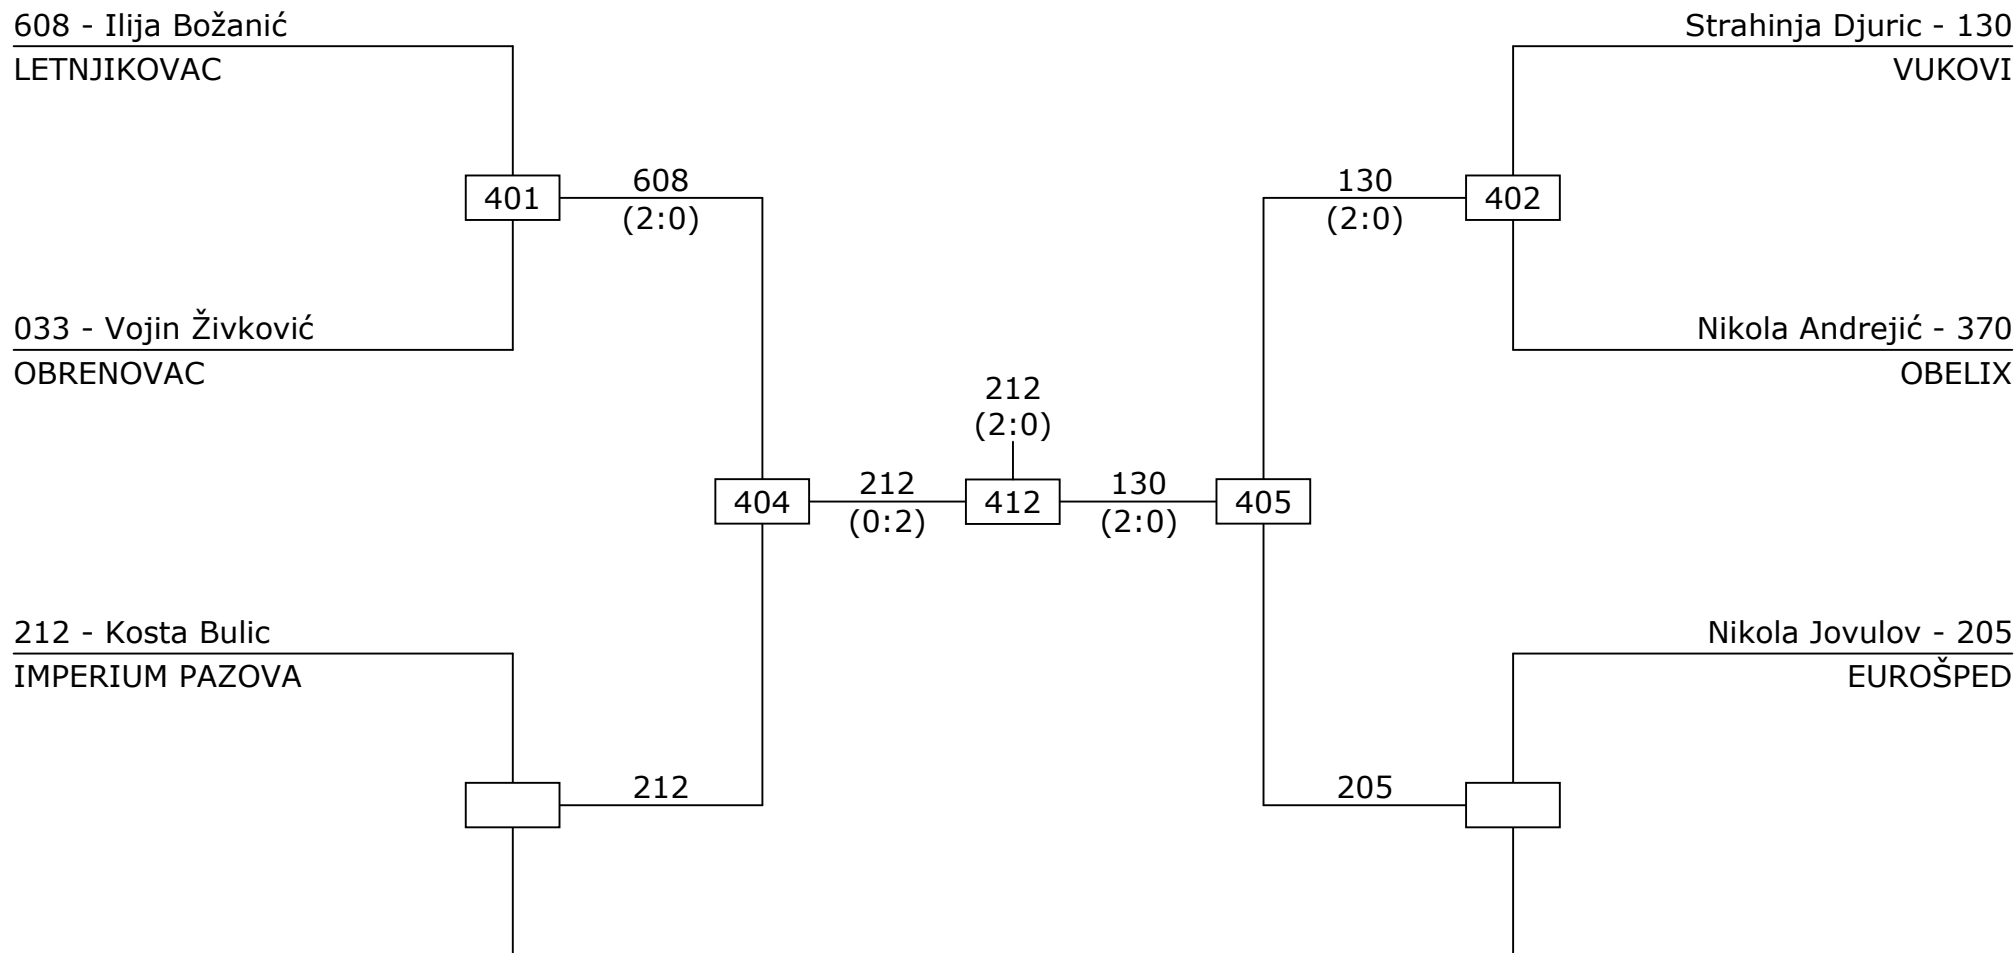 608 - Ilija Božanić
LETNJIKOVAC
Strahinja Djuric - 130
VUKOVI
401
608
(2:0)
130
(2:0)
402
033 - Vojin Živković
OBRENOVAC
Nikola Andrejić - 370
OBELIX
212
(2:0)
404
212
(0:2)
412
130
(2:0)
405
212 - Kosta Bulic
IMPERIUM PAZOVA
Nikola Jovulov - 205
EUROŠPED
212
205